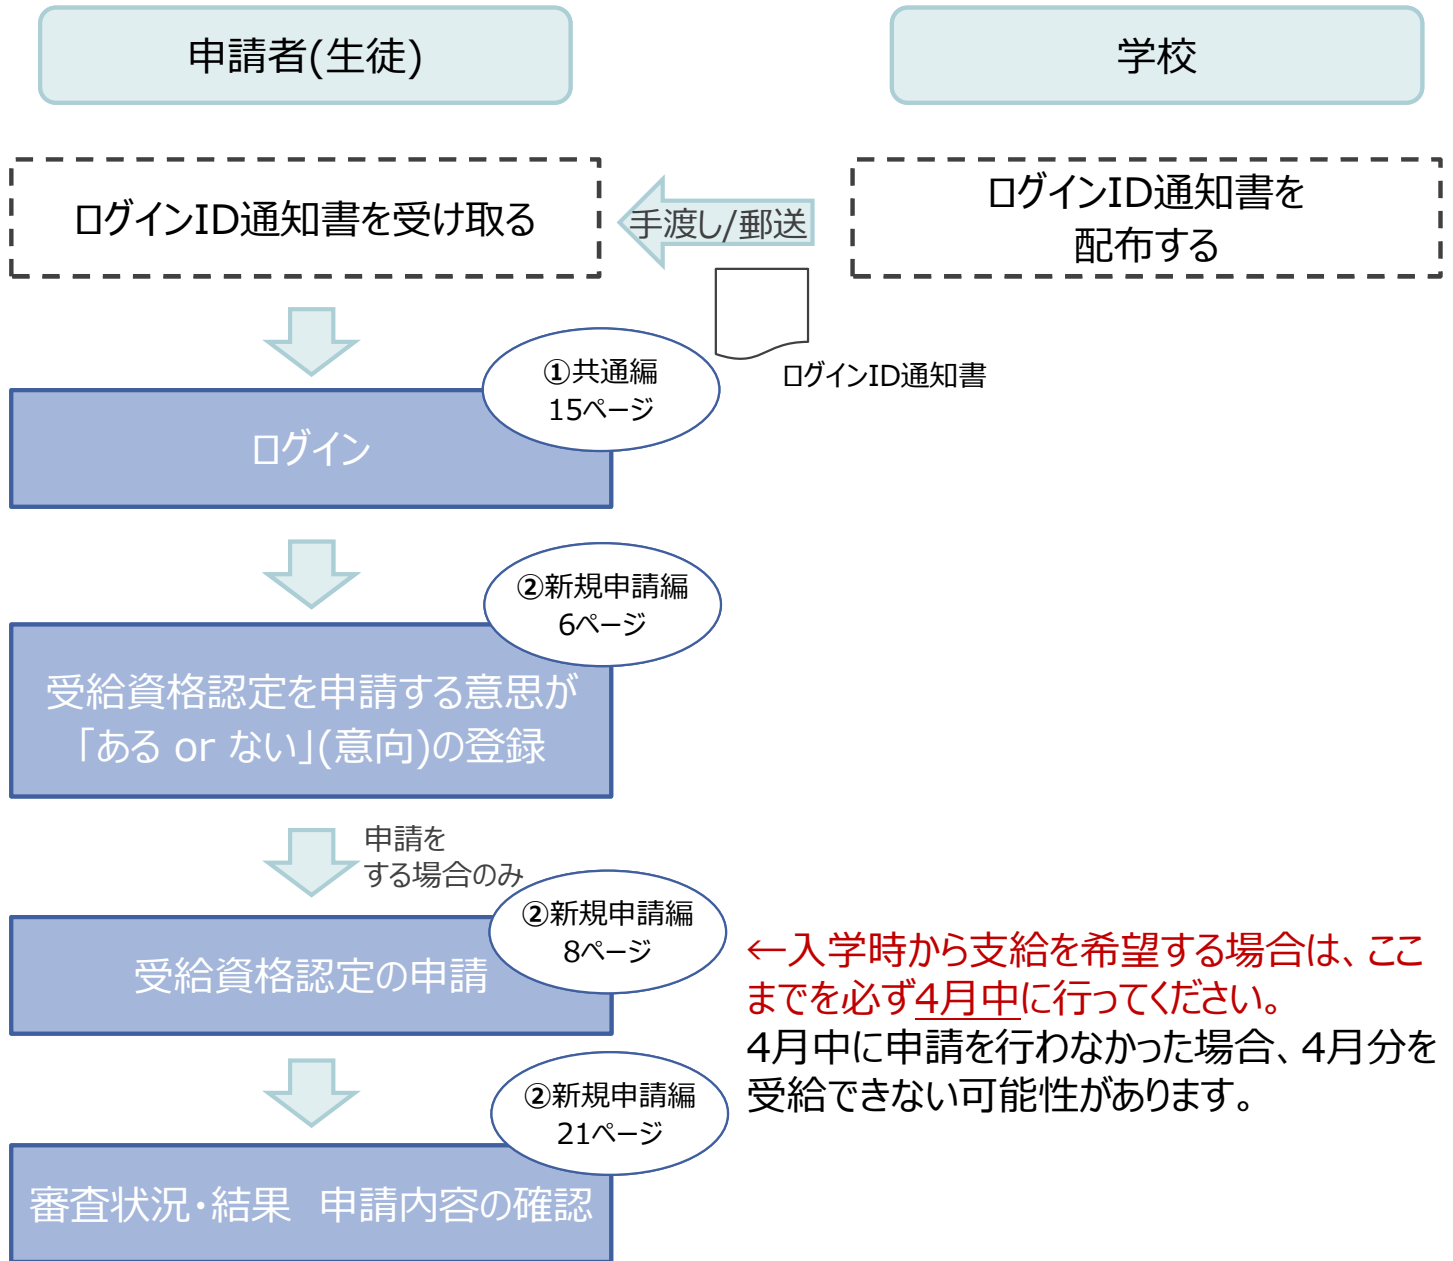 申請者(生徒)
学校
ログインID通知書を受け取る
手渡し/郵送
ログインID通知書を
配布する
ログインID通知書
①共通編
15ページ
ログイン
②新規申請編
6ページ
受給資格認定を申請する意思が
「ある or ない」(意向)の登録
申請を
する場合のみ
②新規申請編
8ページ
受給資格認定の申請
←入学時から支給を希望する場合は、ここ
までを必ず4月中に行ってください。
4月中に申請を行わなかった場合、4月分を
受給できない可能性があります。
②新規申請編
21ページ
審査状況・結果　申請内容の確認